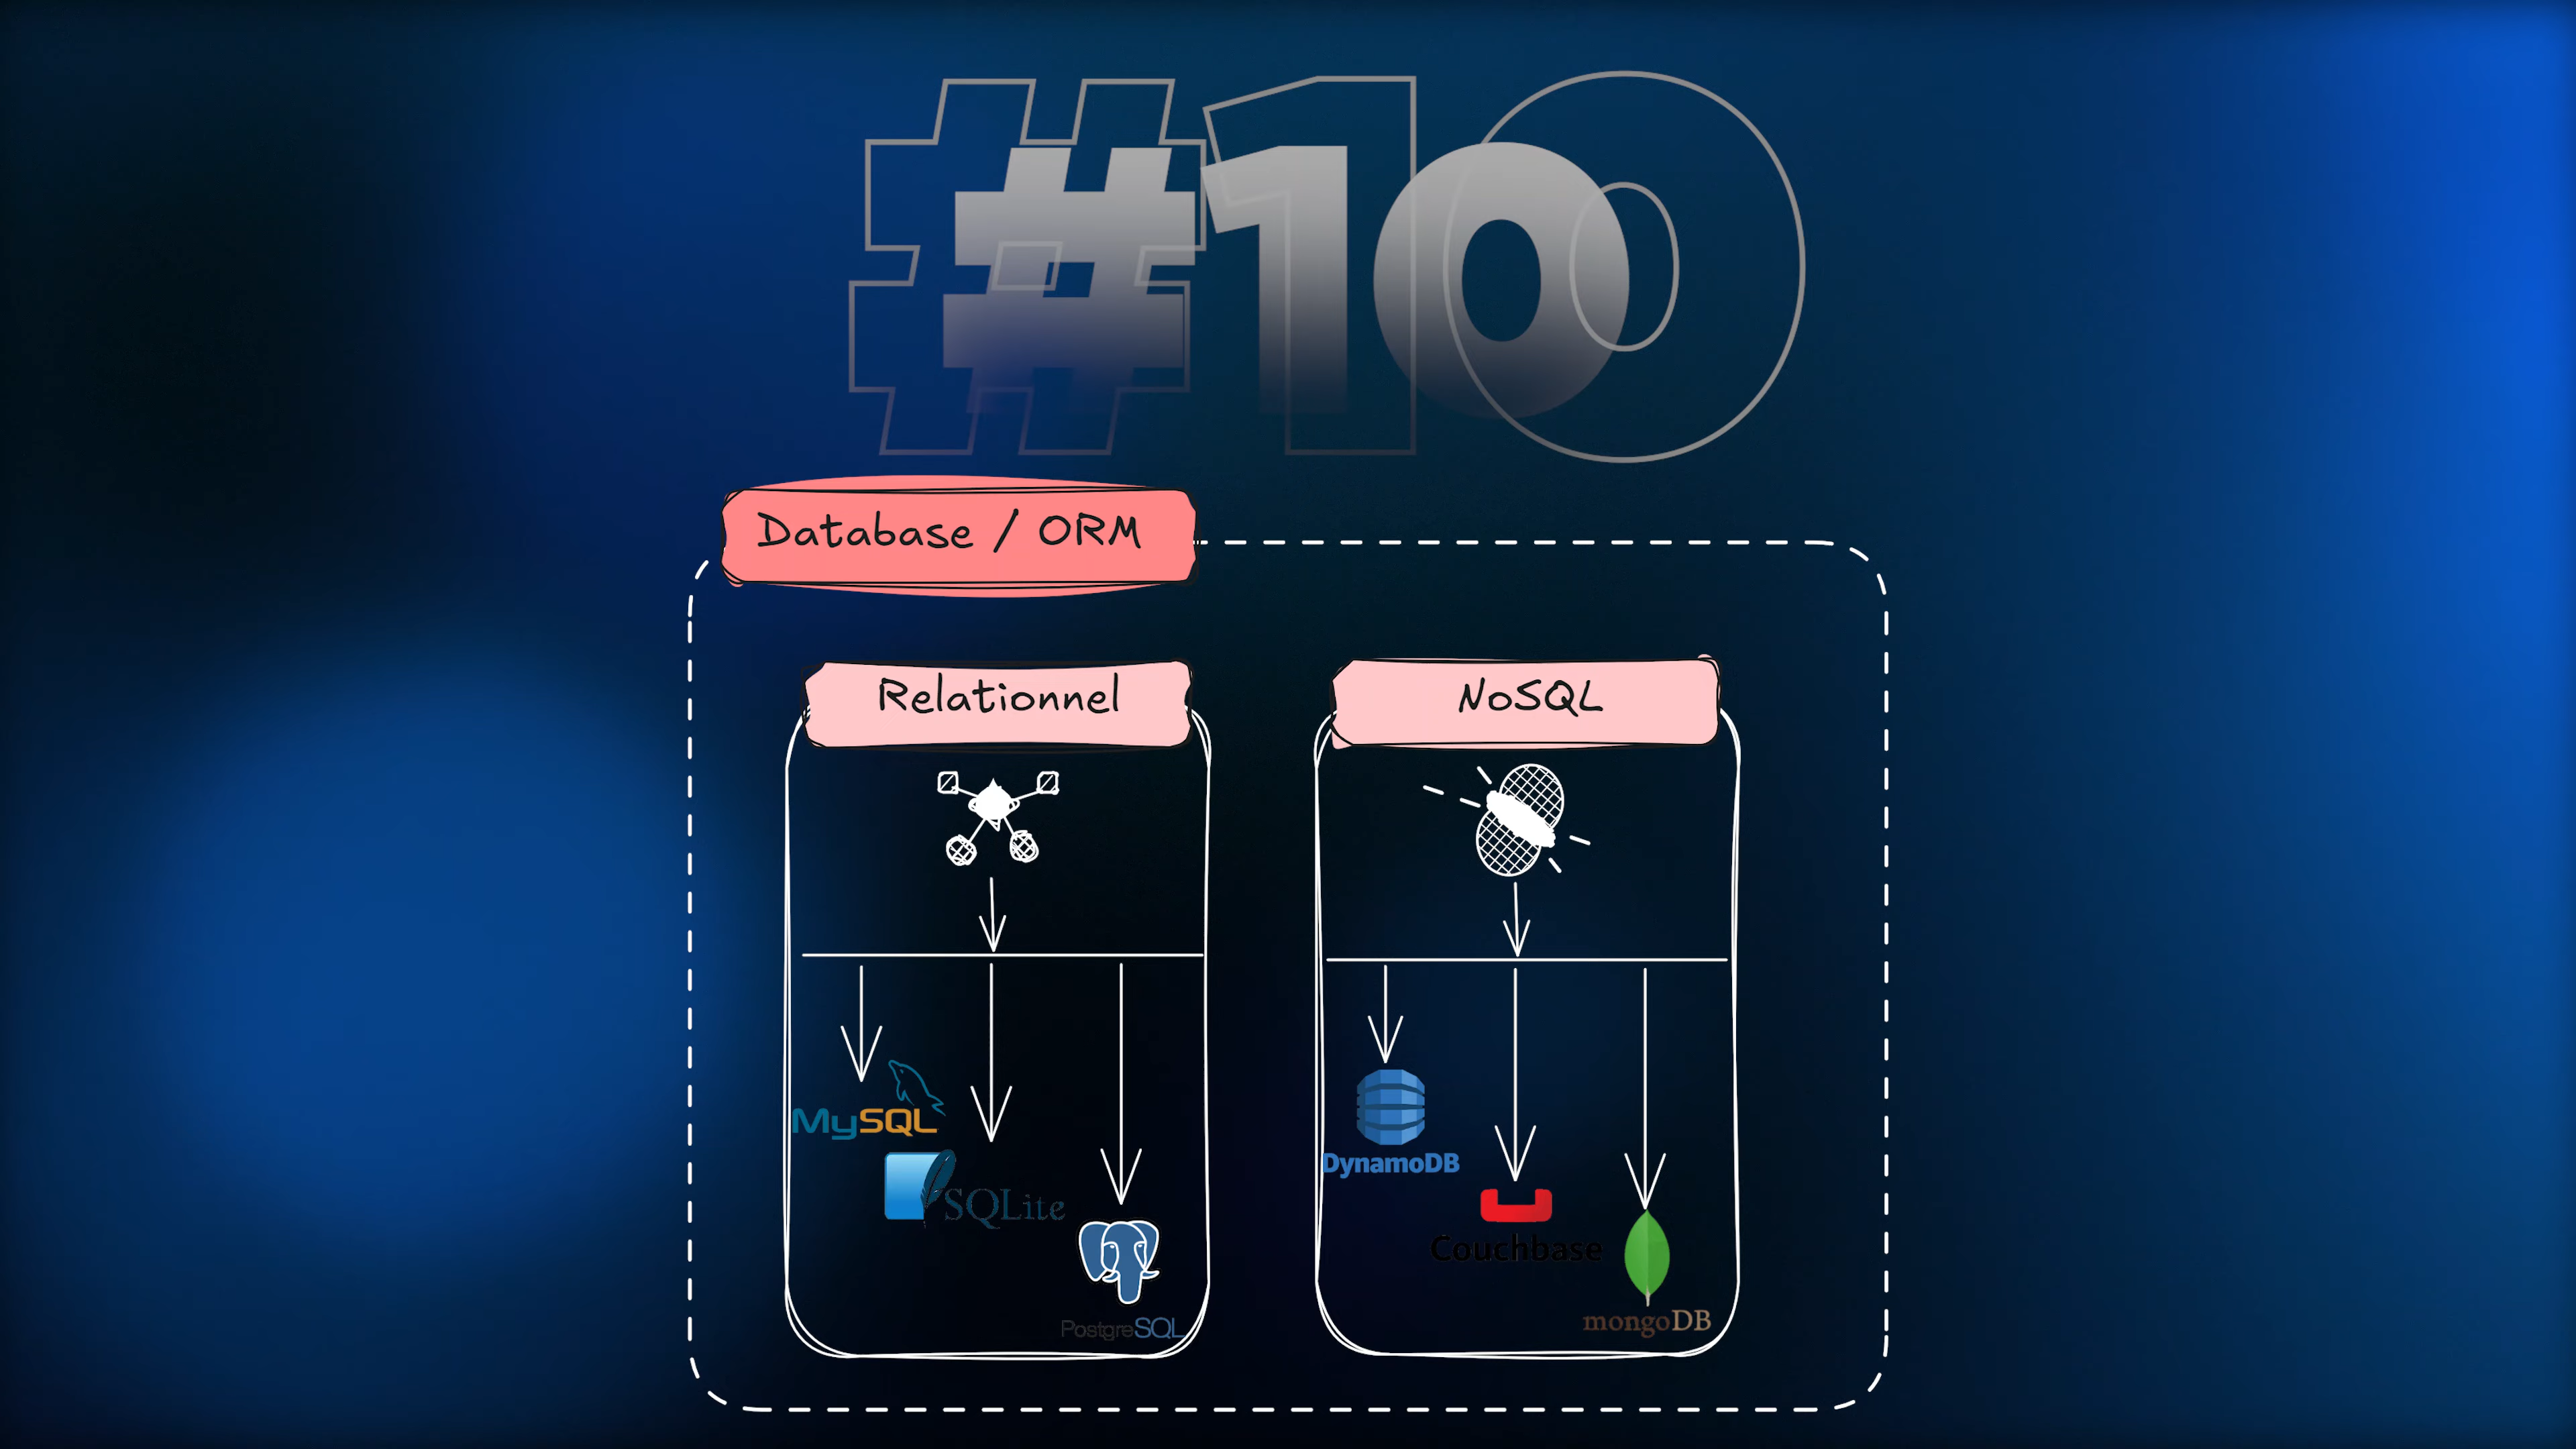 #10
Database / ORM
Relationnel
MySQL
SQLite
PostgreSQL
NoSQL
DynamoDB
Couchbase
mongoDB